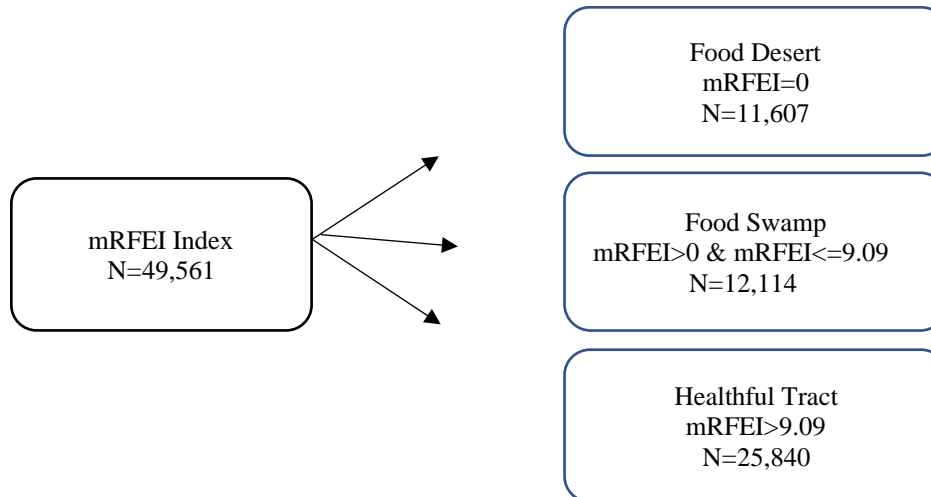 Food Desert
mRFEI=0
N=11,607
mRFEI Index
N=49,561
Food Swamp
mRFEI>0 & mRFEI<=9.09
N=12,114
Healthful Tract
mRFEI>9.09
N=25,840